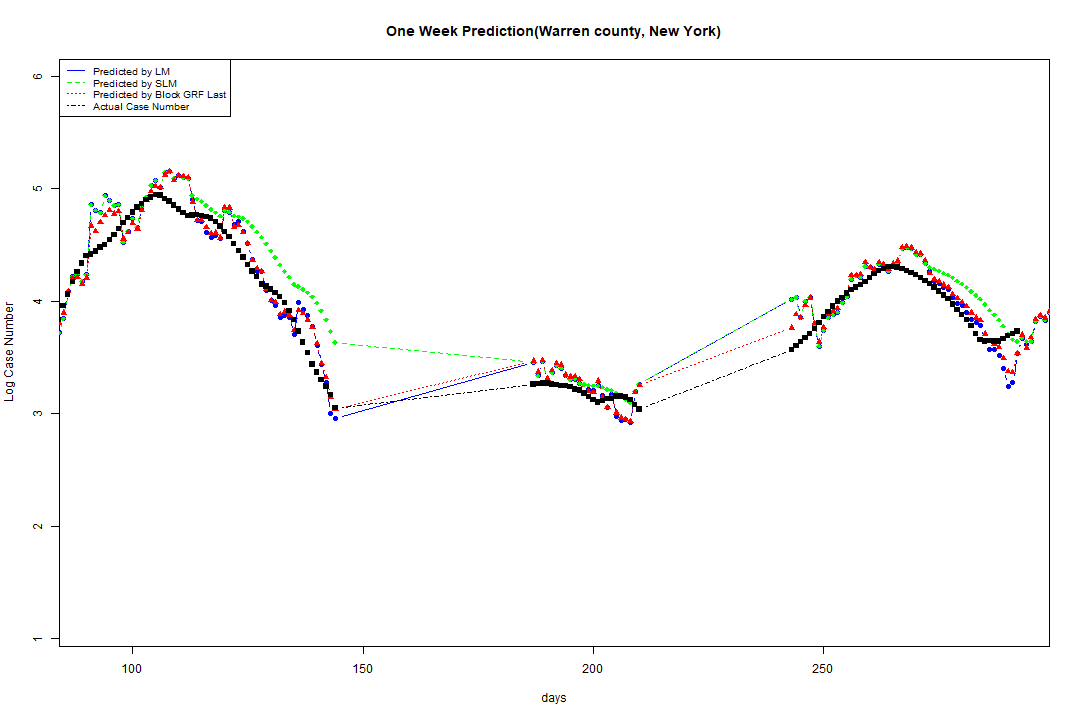 One Week Prediction(Warren county, New York)
Predicted by LM
Predicted by SLM
Predicted by Block GRF Last
Actual Case Number
6
5
4
3
2
1
Log Case Number
100
150
200
250
days